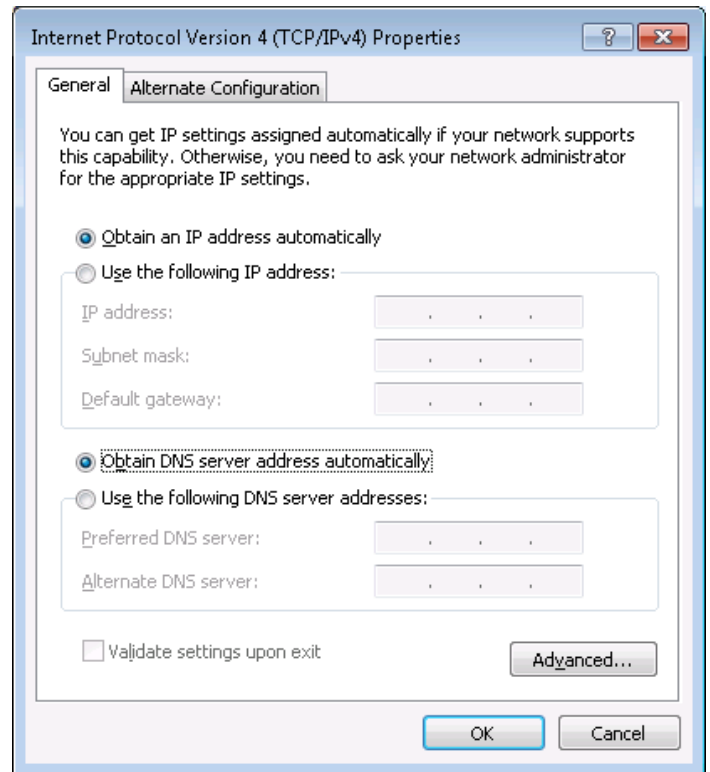 Internet Protocol Version 4 (TCP/IPv4) Properties
?
General
Alternate Configuration
You can get IP settings assigned automatically if your network supports
this capability. Otherwise, you need to ask your network administrator
for the appropriate IP settings.
Obtain an IP address automatically
Use the following IP address:
IP address:
. . .
Subnet mask:
. . .
Default gateway:
. . .
Obtain DNS server address automatically
Use the following DNS server addresses:
Preferred DNS server:
. . .
Alternate DNS server:
. . .
Validate settings upon exit
Advanced...
OK
Cancel